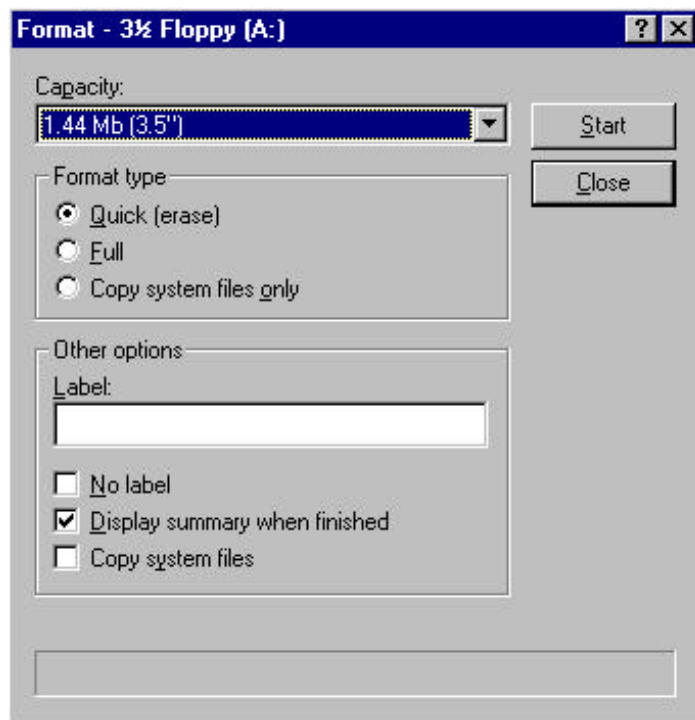 Format - 3½ Floppy (A:)
Capacity:
1.44 Mb (3.5")
Start
Format type
Close
Quick (erase)
Full
Copy system files only
Other options
Label:
No label
Display summary when finished
Copy system files